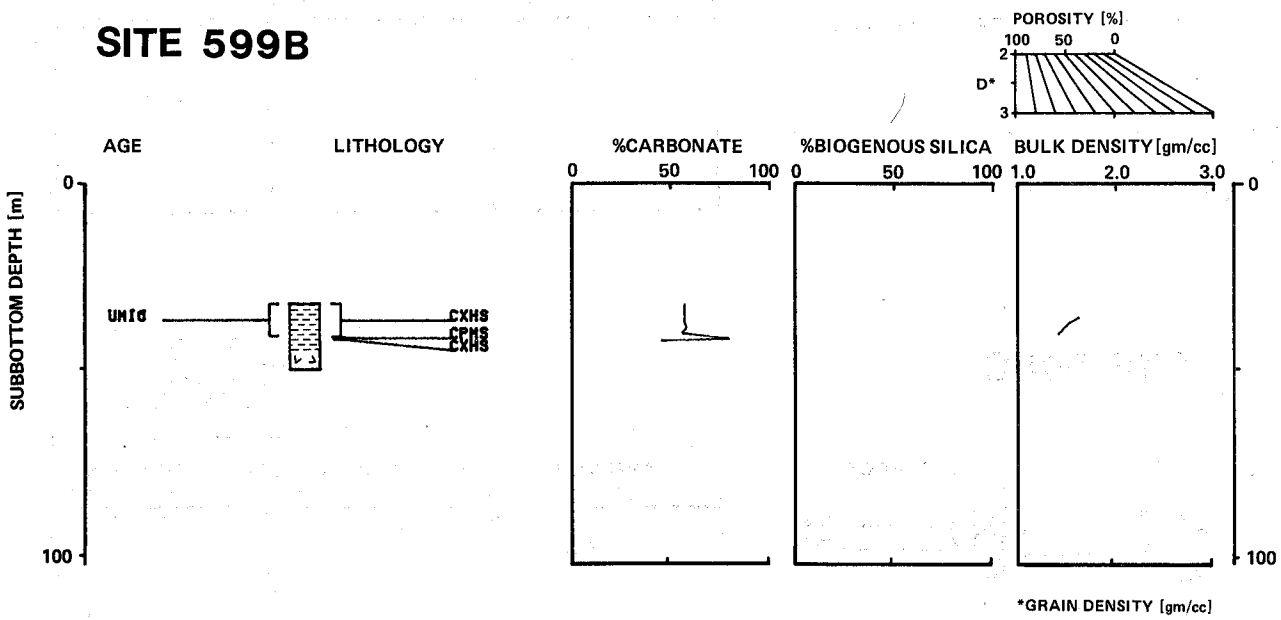 SITE 599B
POROSITY [%]
100 50 0
2
D*
3
AGE LITHOLOGY %CARBONATE %BIOGENOUS SILICA BULK DENSITY [gm/cc]
0 0 50 100 0 50 100 1.0 2.0 3.0 0
SUBBOTTOM DEPTH [m]
CXHS
CPMS
CXHS
100 100
*GRAIN DENSITY [gm/cc]